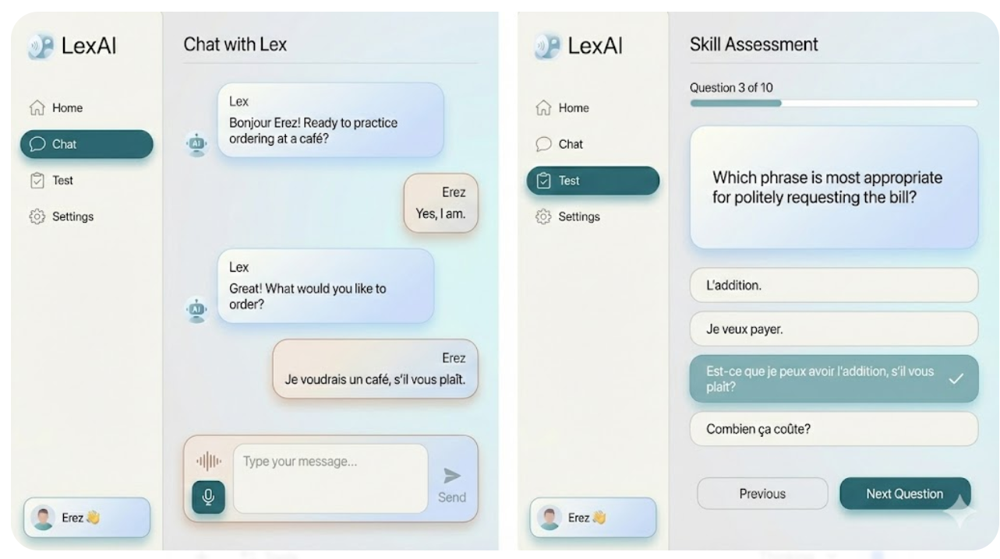 LexAI
Home
Chat
Test
Settings
Erez 👋
Chat with Lex
Lex
Bonjour Erez! Ready to practice
ordering at a café?
Erez
Yes, I am.
Lex
Great! What would you like to
order?
Erez
Je voudrais un café, s'il vous plaît.
Type your message...
Send
LexAI
Home
Chat
Test
Settings
Erez 👋
Skill Assessment
Question 3 of 10
Which phrase is most appropriate
for politely requesting the bill?
L'addition.
Je veux payer.
Est-ce que je peux avoir l'addition, s'il vous
plaît?
Combien ça coûte?
Previous
Next Question